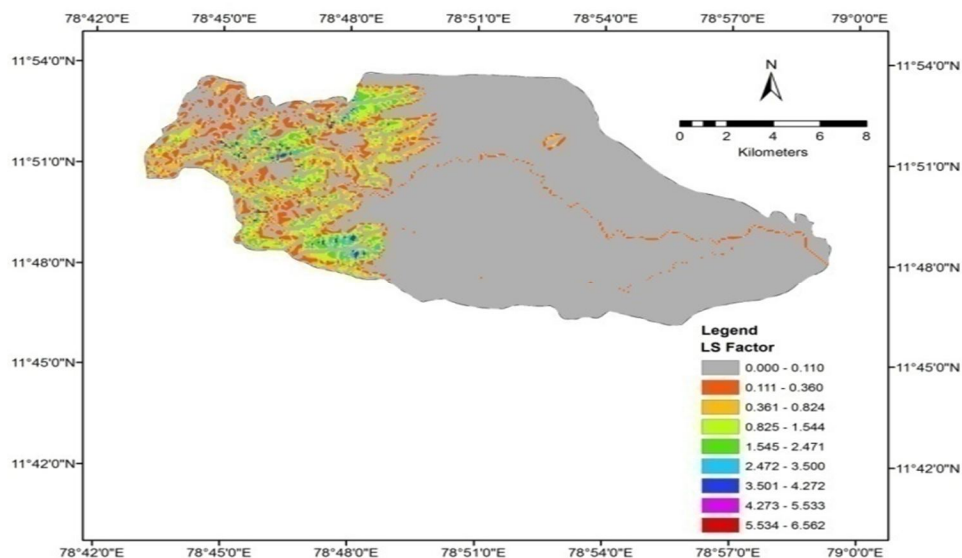 78°42'0"E 78°45'0"E 78°48'0"E 78°51'0"E 78°54'0"E 78°57'0"E 79°0'0"E
11°54'0"N 11°54'0"N
N
0 2 4 6 8
Kilometers
11°51'0"N 11°51'0"N
11°48'0"N 11°48'0"N
Legend
LS Factor
11°45'0"N 11°45'0"N
0.000 - 0.110
0.111 - 0.360
0.361 - 0.824
0.825 - 1.544
1.545 - 2.471
11°42'0"N 11°42'0"N
2.472 - 3.500
3.501 - 4.272
4.273 - 5.533
5.534 - 6.562
78°42'0"E 78°45'0"E 78°48'0"E 78°51'0"E 78°54'0"E 78°57'0"E 79°0'0"E